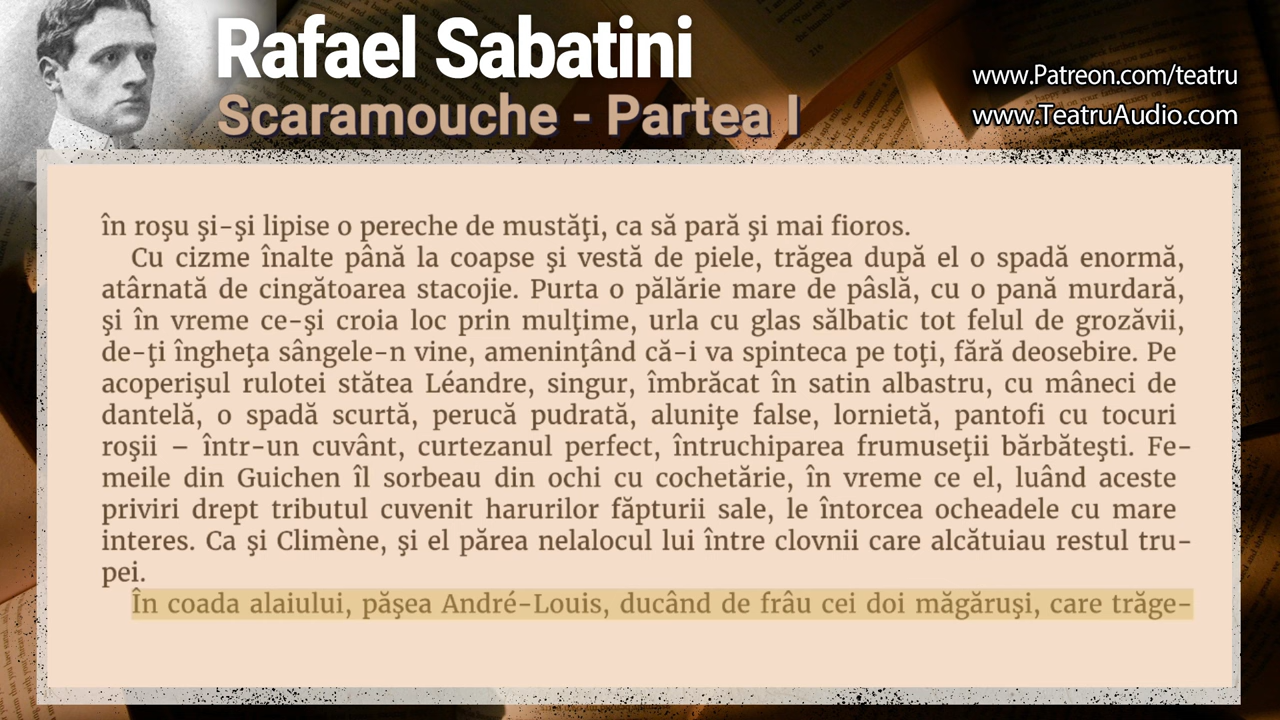 Rafael Sabatini
Scaramouche - Partea I
www.Patreon.com/teatru
www.TeatruAudio.com
în roşu şi-şi lipise o pereche de mustăţi, ca să pară şi mai fioros.
Cu cizme înalte până la coapse şi vestă de piele, trăgea după el o spadă enormă,
atârnată de cingătoarea stacojie. Purta o pălărie mare de pâslă, cu o pană murdară,
şi în vreme ce-şi croia loc prin mulţime, urla cu glas sălbatic tot felul de grozăvii,
de-ţi îngheţa sângele-n vine, ameninţând că-i va spinteca pe toţi, fără deosebire. Pe
acoperişul rulotei stătea Léandre, singur, îmbrăcat în satin albastru, cu mâneci de
dantelă, o spadă scurtă, perucă pudrată, aluniţe false, lornietă, pantofi cu tocuri
roşii – într-un cuvânt, curtezanul perfect, întruchiparea frumuseţii bărbăteşti. Fe-
meile din Guichen îl sorbeau din ochi cu cochetărie, în vreme ce el, luând aceste
priviri drept tributul cuvenit harurilor făpturii sale, le întorcea ocheadele cu mare
interes. Ca şi Climène, şi el părea nelalocul lui între clovnii care alcătuiau restul tru-
pei.
În coada alaiului, păşea André-Louis, ducând de frâu cei doi măgăruşi, care trăge-